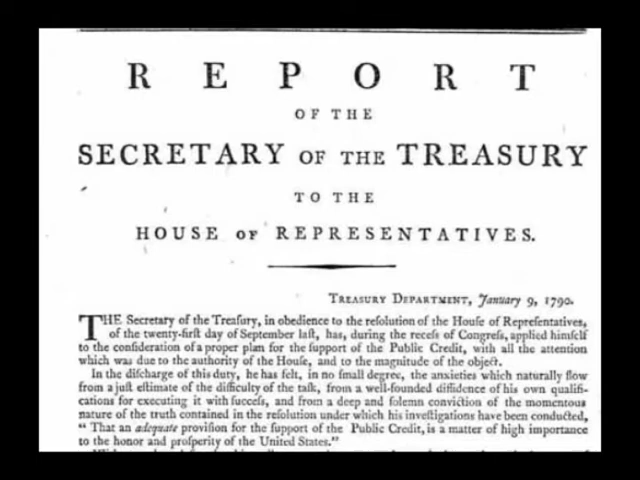 REPORT
OF THE
SECRETARY OF THE TREASURY
TO THE
HOUSE OF REPRESENTATIVES.
TREASURY DEPARTMENT, January 9, 1790.
THE Secretary of the Treaſury, in obedience to the reſolution of the Houſe of Repreſentatives,
of the twenty-firſt day of September laſt, has, during the receſs of Congreſs, applied himſelf
to the conſideration of a proper plan for the ſupport of the Public Credit, with all the attention
which was due to the authority of the Houſe, and to the magnitude of the object.
In the diſcharge of this duty, he has felt, in no ſmall degree, the anxieties which naturally flow
from a juſt eſtimate of the difficulty of the taſk, from a well-founded diffidence of his own qualifi-
cations for executing it with ſucceſs, and from a deep and ſolemn conviction of the momentous
nature of the truth contained in the reſolution under which his inveſtigations have been conducted,
" That an adequate proviſion for the ſupport of the Public Credit, is a matter of high importance
to the honor and proſperity of the United States."